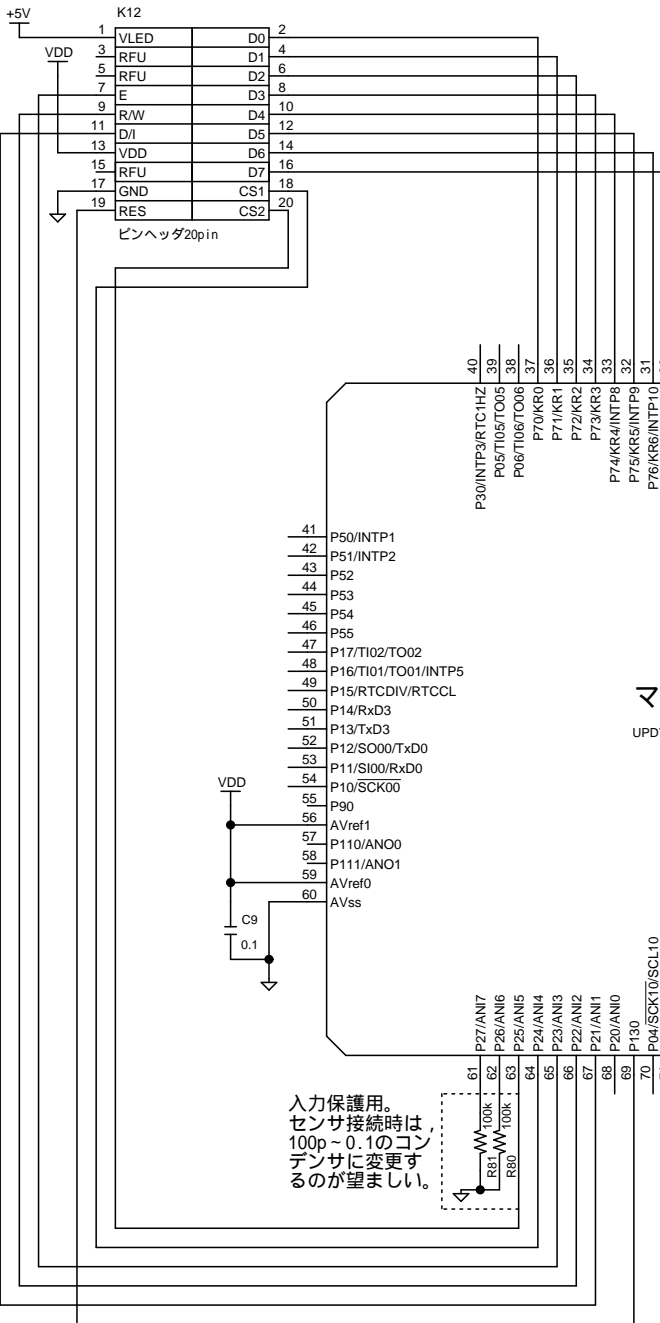 +5V
K12
VDD
1 VLED D0 2
3 RFU D1 4
5 RFU D2 6
7 E D3 8
9 R/W D4 10
11 D/I D5 12
13 VDD D6 14
15 RFU D7 16
17 GND CS1 18
19 RES CS2 20
ピンヘッダ20pin
40 P30/INTP3/RTC1HZ
39 P05/TI05/TO05
38 P06/TI06/TO06
37 P70/KR0
36 P71/KR1
35 P72/KR2
34 P73/KR3
33 P74/KR4/INTP8
32 P75/KR5/INTP9
31 P76/KR6/INTP10
41 P50/INTP1
42 P51/INTP2
43 P52
44 P53
45 P54
46 P55
47 P17/TI02/TO02
48 P16/TI01/TO01/INTP5
49 P15/RTCDIV/RTCCL
50 P14/RxD3
51 P13/TxD3
52 P12/SO00/TxD0
53 P11/SI00/RxD0
54 P10/SCK00
55 P90
56 AVref1
57 P110/ANO0
58 P111/ANO1
59 AVref0
60 AVss
マ
UPD
VDD
C9
0.1
61 P27/ANI7
62 P26/ANI6
63 P25/ANI5
64 P24/ANI4
65 P23/ANI3
66 P22/ANI2
67 P21/ANI1
68 P20/ANI0
69 P130
70 P04/SCK10/SCL10
入力保護用。
センサ接続時は，
100p～0.1のコン
デンサに変更す
るのが望ましい。
100k
R81
100k
R80